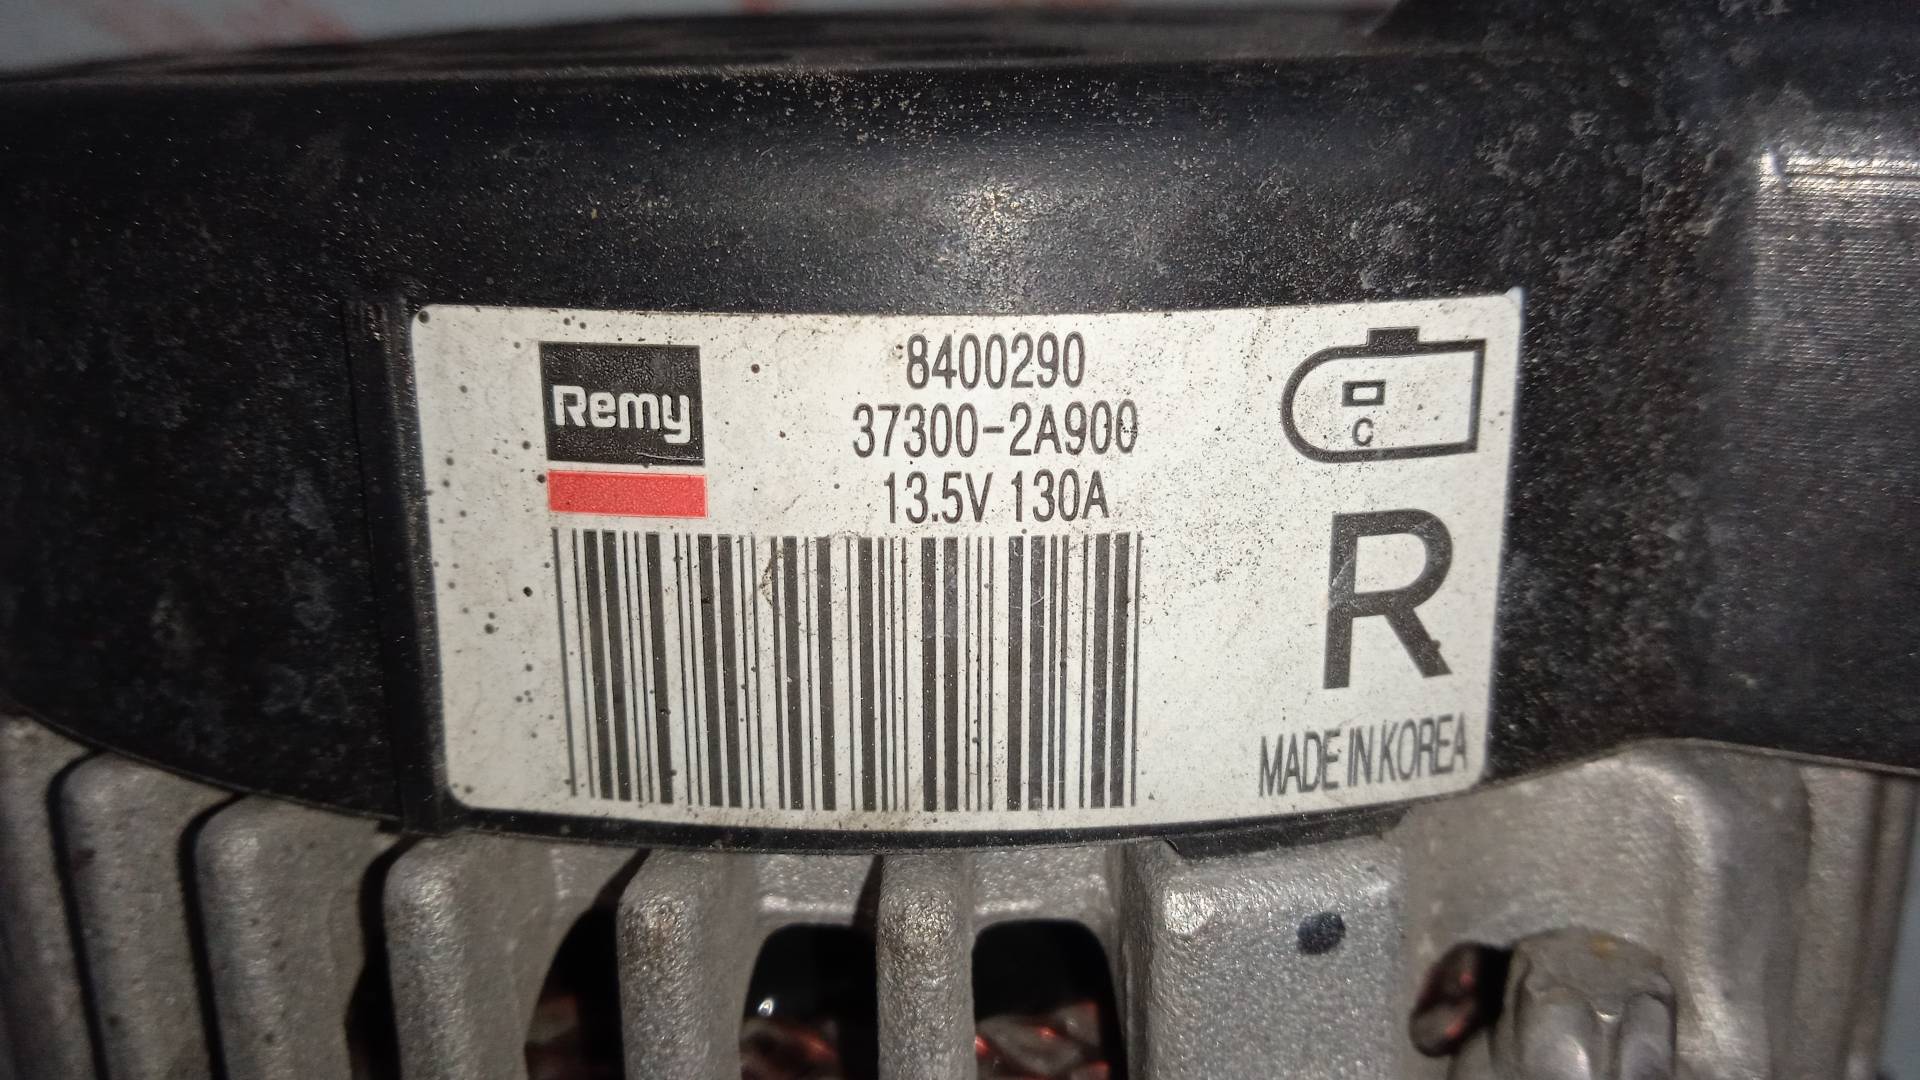 Remy
8400290
37300-2A900
13.5V 130A
C
R
MADE IN KOREA